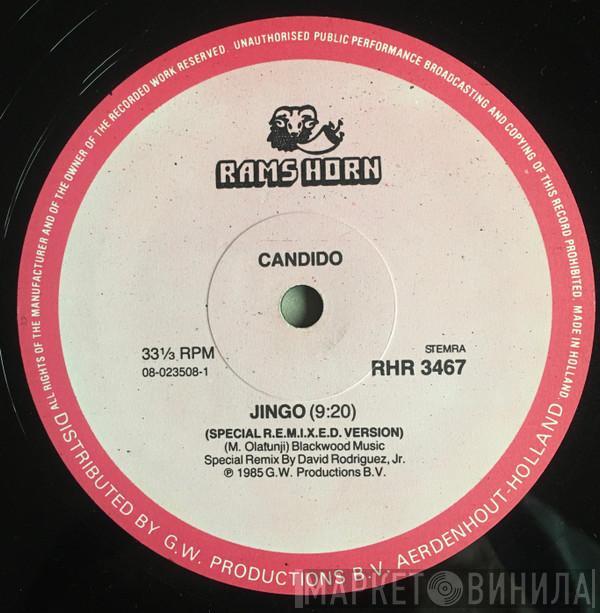 ALL RIGHTS OF THE MANUFACTURER AND OF THE OWNER OF THE RECORDED WORK RESERVED. UNAUTHORISED PUBLIC PERFORMANCE BROADCASTING AND COPYING OF THIS RECORD PROHIBITED. MADE IN HOLLAND.
RAMS HORN
CANDIDO
33⅓ RPM
08-023508-1
STEMRA
RHR 3467
JINGO (9:20)
(SPECIAL R.E.M.I.X.E.D. VERSION)
(M. Olatunji) Blackwood Music
Special Remix By David Rodriguez, Jr.
℗ 1985 G.W. Productions B.V.
DISTRIBUTED BY G.W. PRODUCTIONS B.V. AERDENHOUT-HOLLAND
МАРКЕТ ВИНИЛА